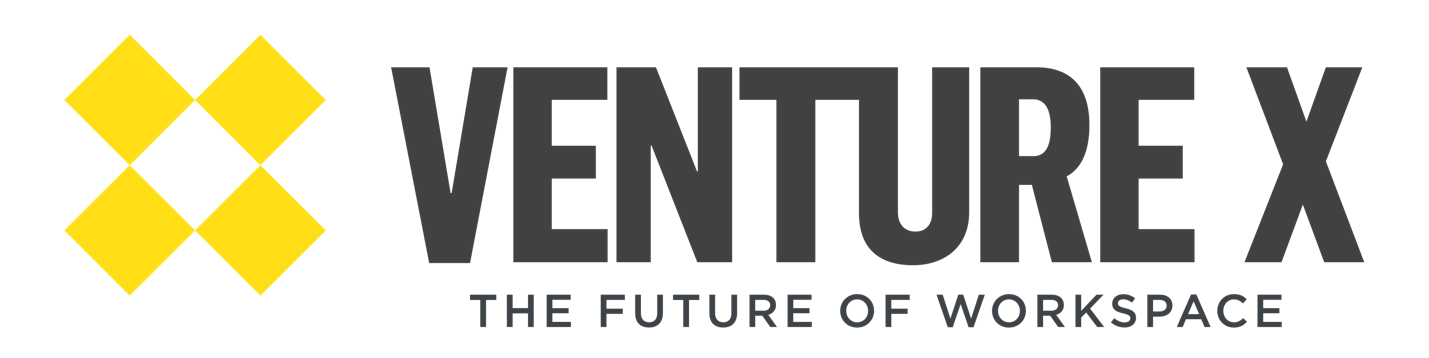 VENTURE X
THE FUTURE OF WORKSPACE